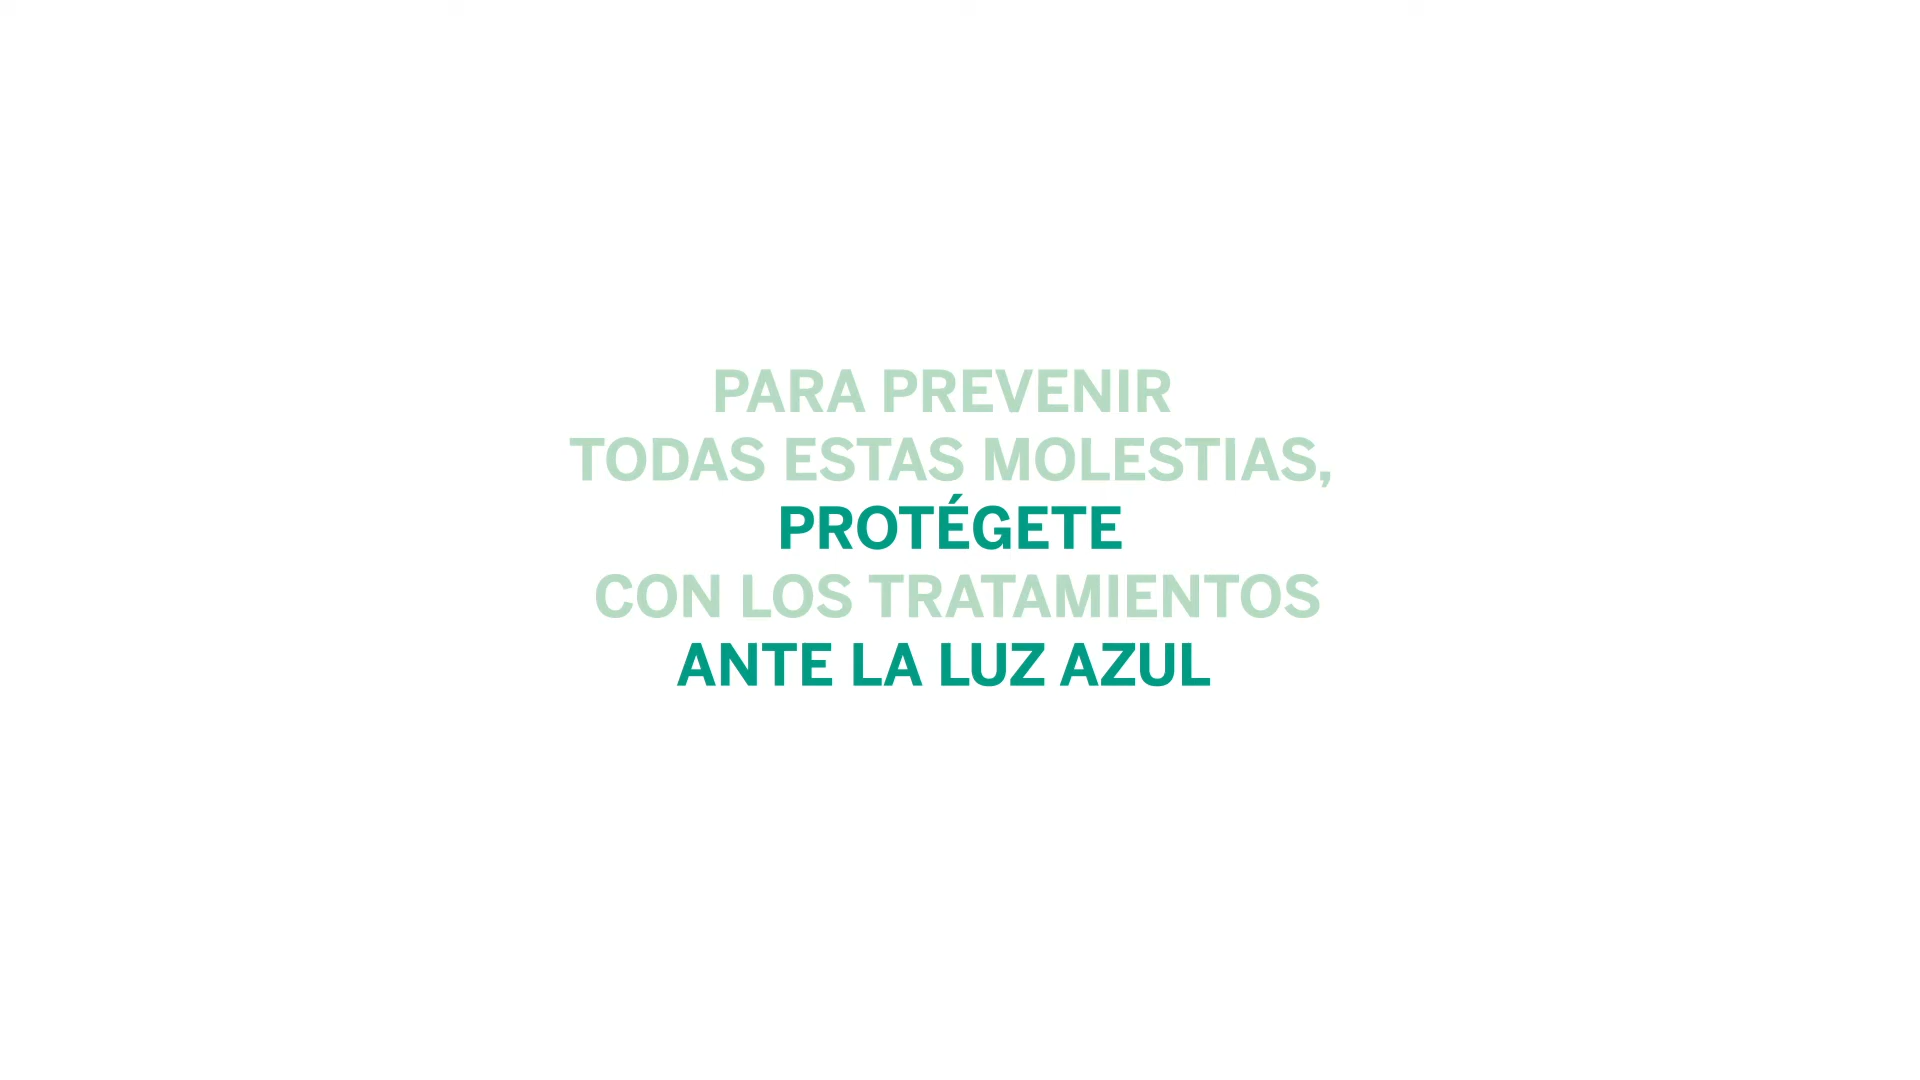 PARA PREVENIR
TODAS ESTAS MOLESTIAS,
PROTÉGETE
CON LOS TRATAMIENTOS
ANTE LA LUZ AZUL